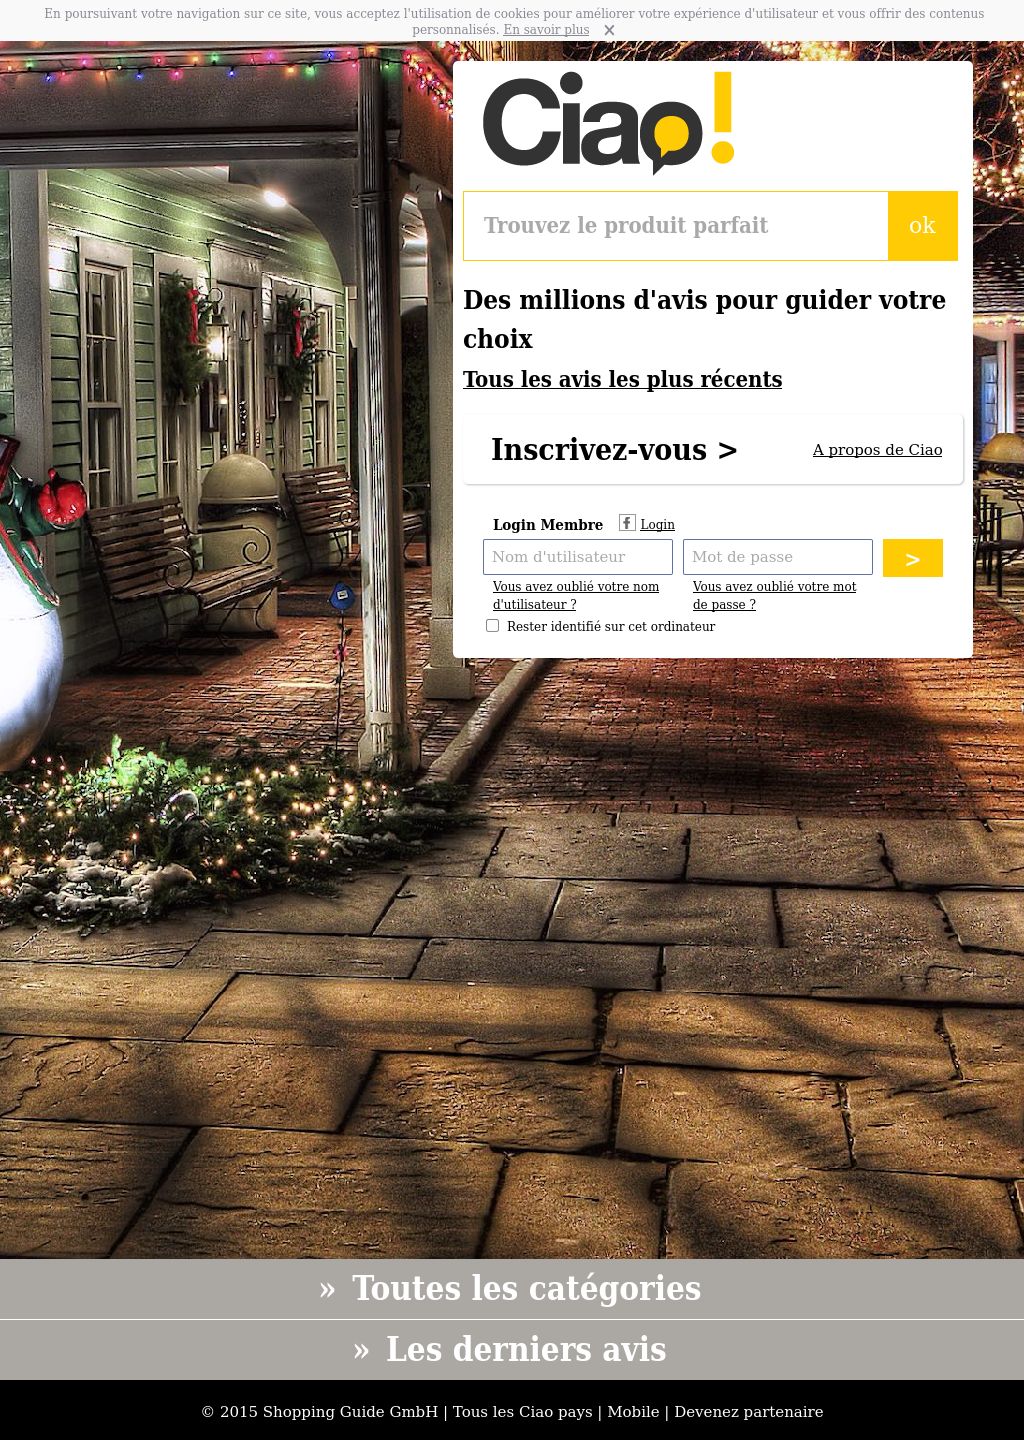 En poursuivant votre navigation sur ce site, vous acceptez l'utilisation de cookies pour améliorer votre expérience d'utilisateur et vous offrir des contenus
personnalisés. En savoir plus ×
Ciao!
Trouvez le produit parfait ok
Des millions d'avis pour guider votre
choix
Tous les avis les plus récents
Inscrivez-vous > A propos de Ciao
Login Membre f Login
Nom d'utilisateur Mot de passe >
Vous avez oublié votre nom
d'utilisateur ?
Vous avez oublié votre mot
de passe ?
Rester identifié sur cet ordinateur
» Toutes les catégories
» Les derniers avis
© 2015 Shopping Guide GmbH | Tous les Ciao pays | Mobile | Devenez partenaire